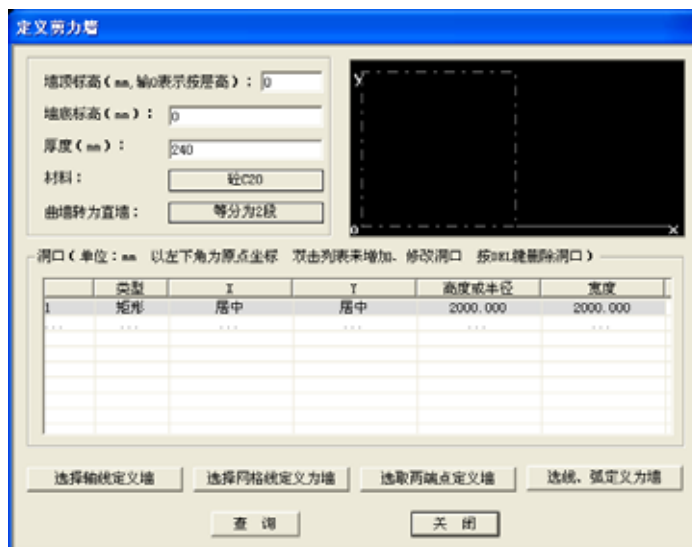 定义剪力墙
墙顶标高(mm,输0表示按层高): 0
墙底标高(mm): 0
厚度(mm): 240
材料: 砼C20
曲墙转为直墙: 等分为2段
y
o x
洞口(单位:mm 以左下角为原点坐标 双击列表来增加、修改洞口 按DEL键删除洞口)
类型 X Y 高度或半径 宽度
1 矩形 居中 居中 2000.000 2000.000
... ... ... ... ... ...
选择轴线定义墙 选择网格线定义为墙 选取两端点定义墙 选线、弧定义为墙
查 询 关 闭